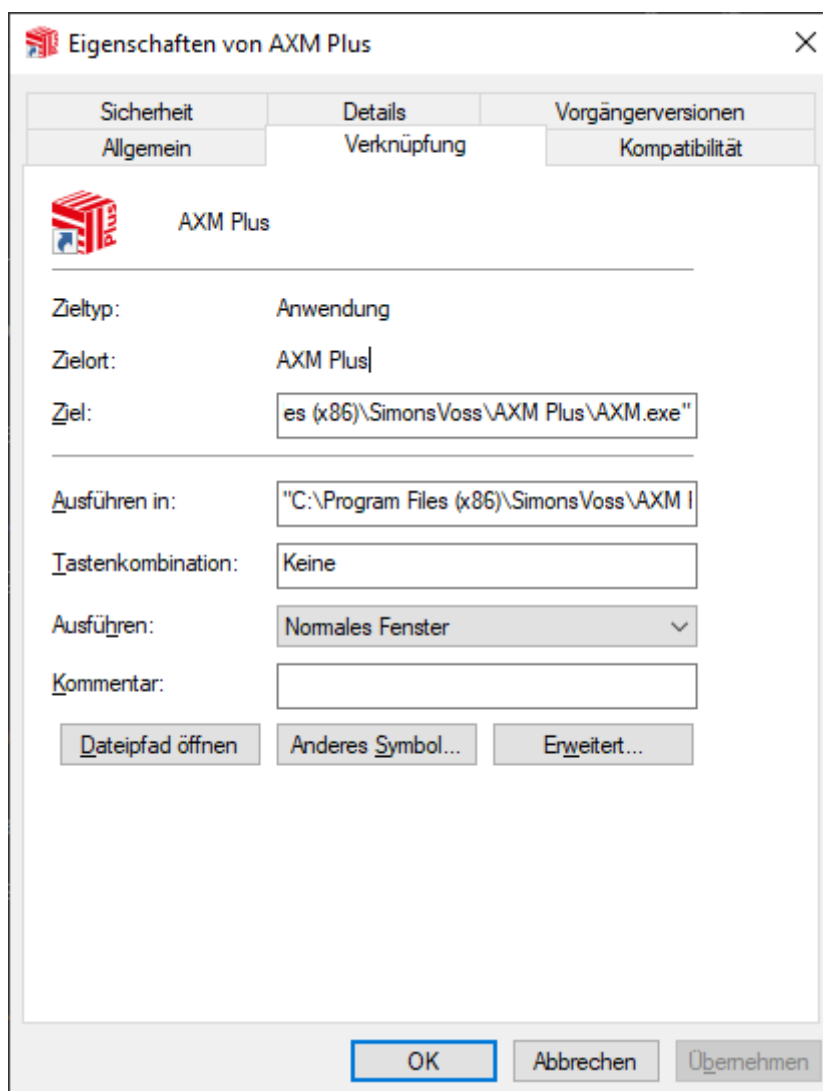 Eigenschaften von AXM Plus
Sicherheit Details Vorgängerversionen
Allgemein Verknüpfung Kompatibilität
Plus
AXM Plus
Zieltyp: Anwendung
Zielort: AXM Plus
Ziel: es (x86)\SimonsVoss\AXM Plus\AXM.exe"
Ausführen in: "C:\Program Files (x86)\SimonsVoss\AXM
Tastenkombination: Keine
Ausführen: Normales Fenster
Kommentar:
Dateipfad öffnen Anderes Symbol... Erweitert...
OK Abbrechen Übernehmen